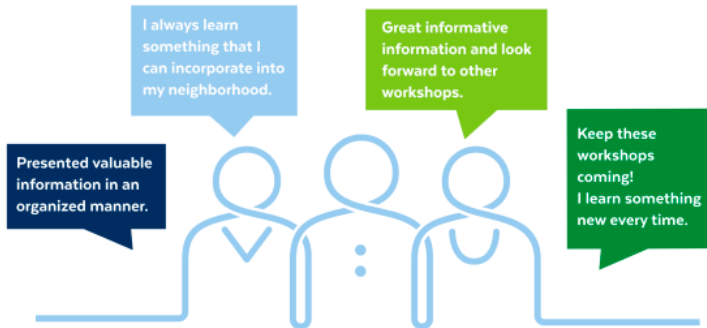 I always learn
something that I
can incorporate into
my neighborhood.
Great informative
information and look
forward to other
workshops.
Presented valuable
information in an
organized manner.
Keep these
workshops
coming!
I learn something
new every time.